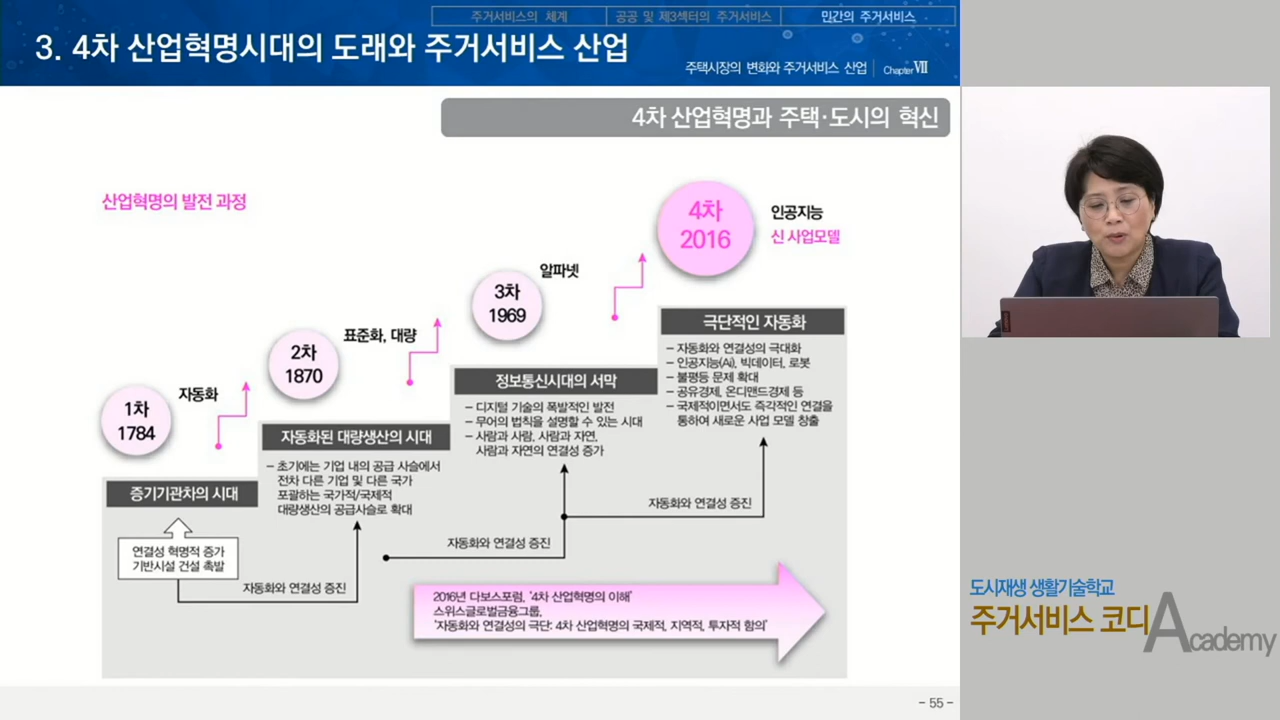 주거서비스의 체계
공공 및 제3섹터의 주거서비스
민간의 주거서비스
3. 4차 산업혁명시대의 도래와 주거서비스 산업
주택시장의 변화와 주거서비스 산업
Chapter Ⅶ
4차 산업혁명과 주택·도시의 혁신
산업혁명의 발전 과정
1차
1784
자동화
증기기관차의 시대
연결성 혁명적 증가
기반시설 건설 촉발
자동화와 연결성 증진
2차
1870
표준화, 대량
자동화된 대량생산의 시대
– 초기에는 기업 내의 공급 사슬에서
전차 다른 기업 및 다른 국가
포괄하는 국가적/국제적
대량생산의 공급사슬로 확대
자동화와 연결성 증진
3차
1969
알파넷
정보통신시대의 서막
– 디지털 기술의 폭발적인 발전
– 무어의 법칙을 설명할 수 있는 시대
– 사람과 사람, 사람과 자연,
사람과 자연의 연결성 증가
자동화와 연결성 증진
4차
2016
인공지능
신 사업모델
극단적인 자동화
– 자동화와 연결성의 극대화
– 인공지능(Ai), 빅데이터, 로봇
– 불평등 문제 확대
– 공유경제, 온디맨드경제 등
– 국제적이면서도 즉각적인 연결을
통하여 새로운 사업 모델 창출
2016년 다보스포럼, '4차 산업혁명의 이해'
스위스글로벌금융그룹,
'자동화와 연결성의 극단: 4차 산업혁명의 국제적, 지역적, 투자적 함의'
- 55 -
도시재생 생활기술학교
주거서비스 코디
Academy